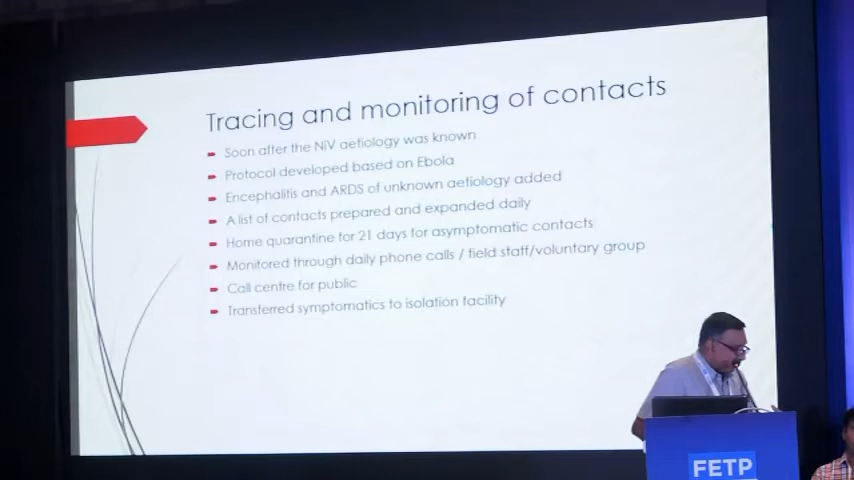 Tracing and monitoring of contacts
Soon after the NiV aetiology was known
Protocol developed based on Ebola
Encephalitis and ARDS of unknown aetiology added
A list of contacts prepared and expanded daily
Home quarantine for 21 days for asymptomatic contacts
Monitored through daily phone calls / field staff/voluntary group
Call centre for public
Transferred symptomatics to isolation facility
FETP